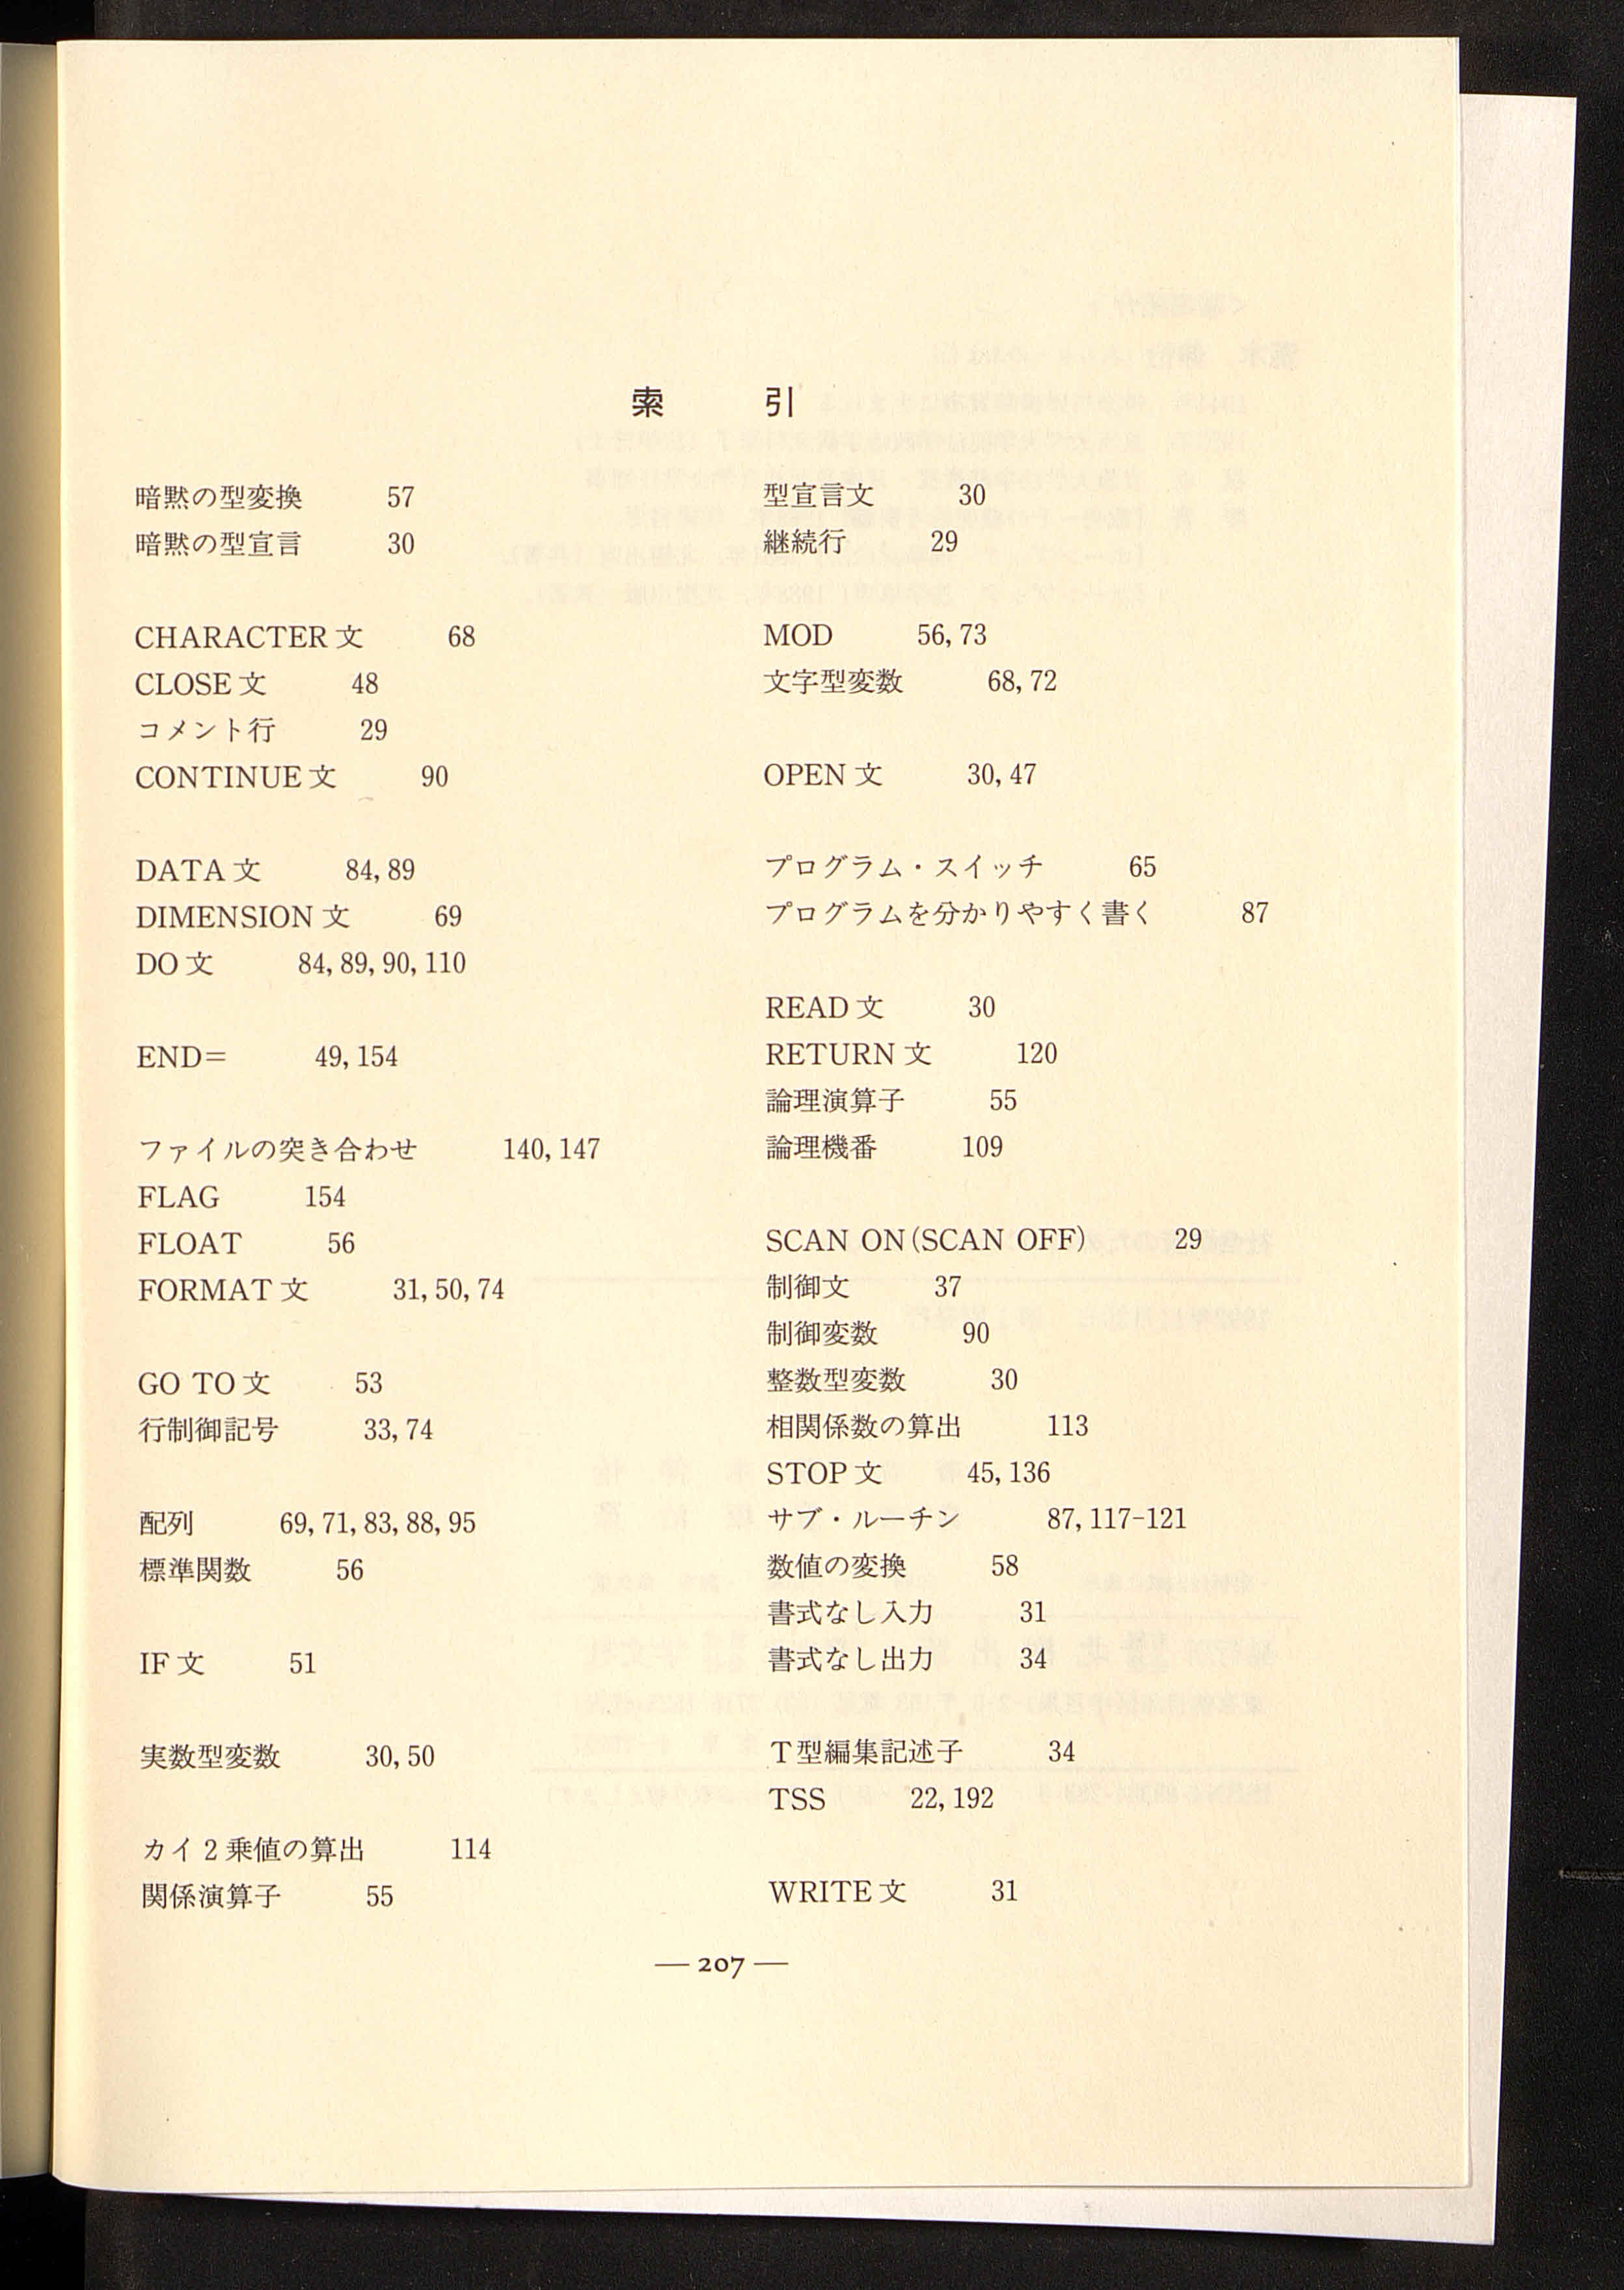 索　引
暗黙の型変換　57
暗黙の型宣言　30
CHARACTER 文　68
CLOSE 文　48
コメント行　29
CONTINUE 文　90
DATA 文　84, 89
DIMENSION 文　69
DO 文　84, 89, 90, 110
END＝　49, 154
ファイルの突き合わせ　140, 147
FLAG　154
FLOAT　56
FORMAT 文　31, 50, 74
GO TO 文　53
行制御記号　33, 74
配列　69, 71, 83, 88, 95
標準関数　56
IF 文　51
実数型変数　30, 50
カイ2乗値の算出　114
関係演算子　55
型宣言文　30
継続行　29
MOD　56, 73
文字型変数　68, 72
OPEN 文　30, 47
プログラム・スイッチ　65
プログラムを分かりやすく書く　87
READ 文　30
RETURN 文　120
論理演算子　55
論理機番　109
SCAN ON(SCAN OFF)　29
制御文　37
制御変数　90
整数型変数　30
相関係数の算出　113
STOP 文　45, 136
サブ・ルーチン　87, 117-121
数値の変換　58
書式なし入力　31
書式なし出力　34
T型編集記述子　34
TSS　22, 192
WRITE 文　31
— 207 —